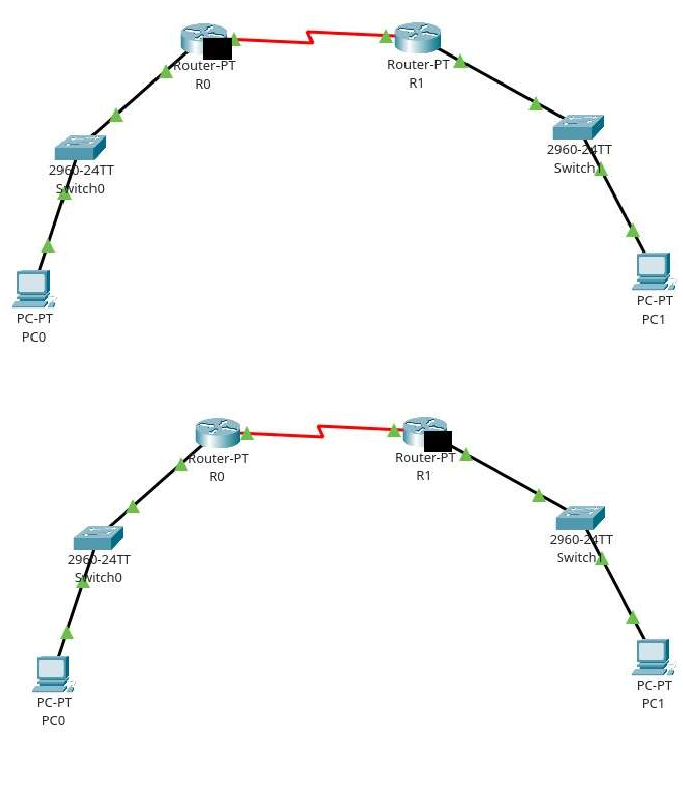 Router-PT
R0
Router-PT
R1
2960-24TT
Switch0
2960-24TT
Switch1
PC-PT
PC0
PC-PT
PC1
Router-PT
R0
Router-PT
R1
2960-24TT
Switch0
2960-24TT
Switch1
PC-PT
PC0
PC-PT
PC1